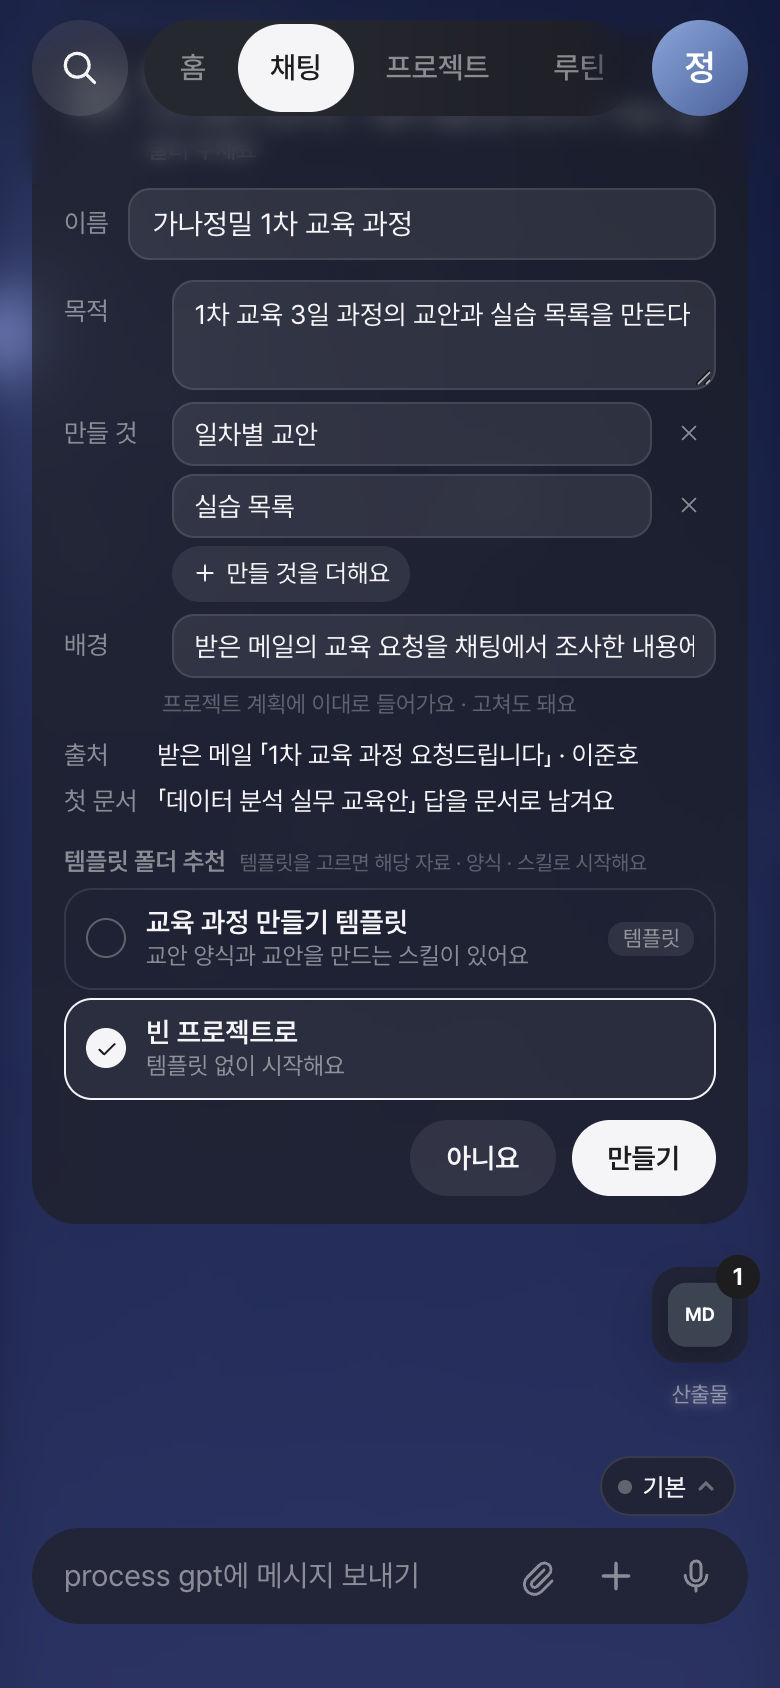 홈
채팅
프로젝트
루틴
정
이름
가나정밀 1차 교육 과정
목적
1차 교육 3일 과정의 교안과 실습 목록을 만든다
만들 것
일차별 교안
실습 목록
+ 만들 것을 더해요
배경
받은 메일의 교육 요청을 채팅에서 조사한 내용에
프로젝트 계획에 이대로 들어가요 · 고쳐도 돼요
출처
받은 메일 「1차 교육 과정 요청드립니다」 · 이준호
첫 문서
「데이터 분석 실무 교육안」 답을 문서로 남겨요
템플릿 폴더 추천 템플릿을 고르면 해당 자료 · 양식 · 스킬로 시작해요
교육 과정 만들기 템플릿
교안 양식과 교안을 만드는 스킬이 있어요
템플릿
빈 프로젝트로
템플릿 없이 시작해요
아니요
만들기
1
MD
산출물
기본
process gpt에 메시지 보내기